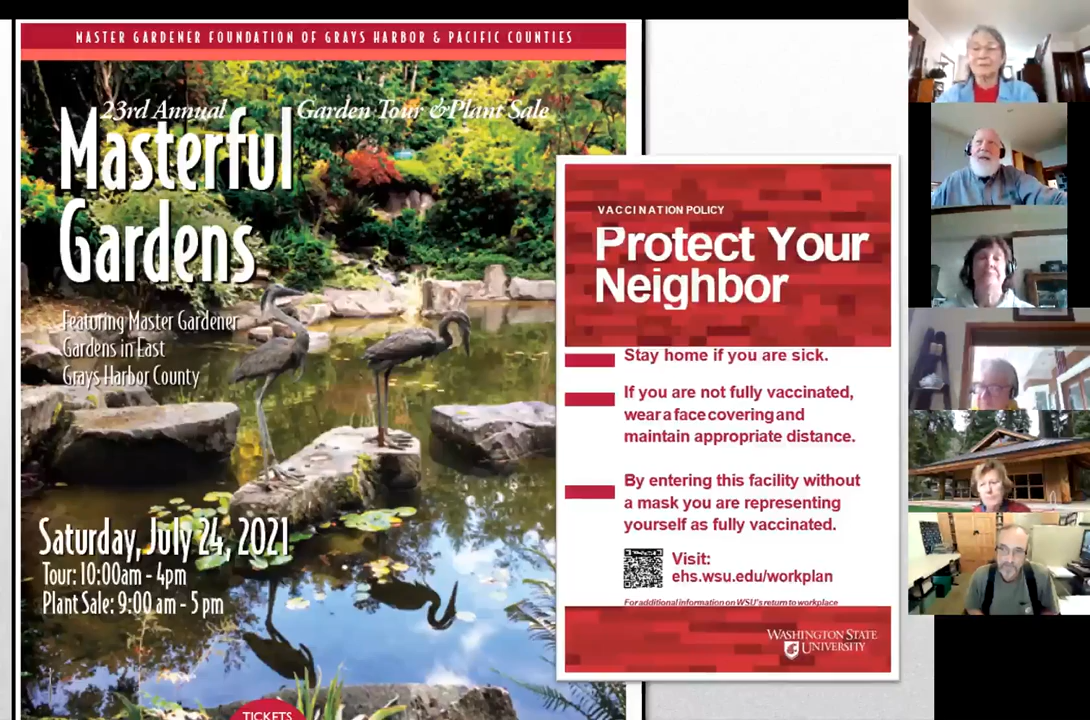 MASTER GARDENER FOUNDATION OF GRAYS HARBOR & PACIFIC COUNTIES
23rd Annual Garden Tour & Plant Sale
Masterful
Gardens
Featuring Master Gardener
Gardens in East
Grays Harbor County
Saturday, July 24, 2021
Tour: 10:00am - 4pm
Plant Sale: 9:00 am - 5 pm
TICKETS
VACCINATION POLICY
Protect Your
Neighbor
Stay home if you are sick.
If you are not fully vaccinated,
wear a face covering and
maintain appropriate distance.
By entering this facility without
a mask you are representing
yourself as fully vaccinated.
Visit:
ehs.wsu.edu/workplan
For additional information on WSU's return to workplace
WASHINGTON STATE
UNIVERSITY